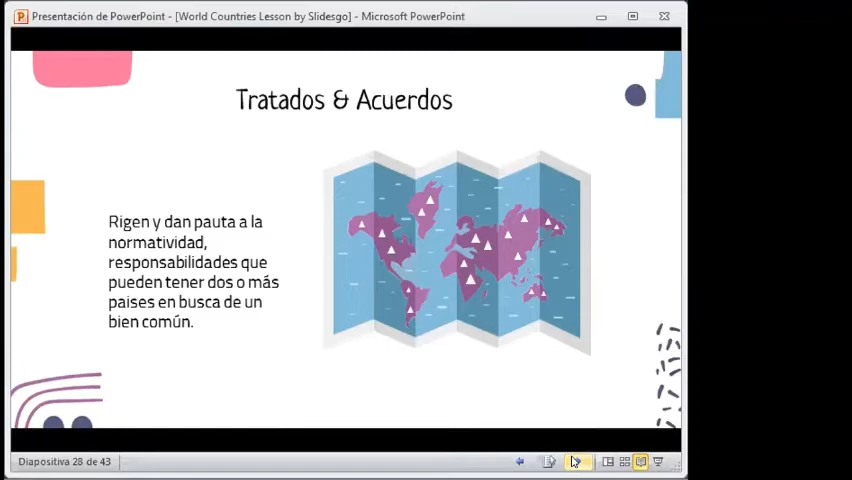 Presentación de PowerPoint - [World Countries Lesson by Slidesgo] - Microsoft PowerPoint
Tratados & Acuerdos
Rigen y dan pauta a la
normatividad,
responsabilidades que
pueden tener dos o más
paises en busca de un
bien común.
Diapositiva 28 de 43